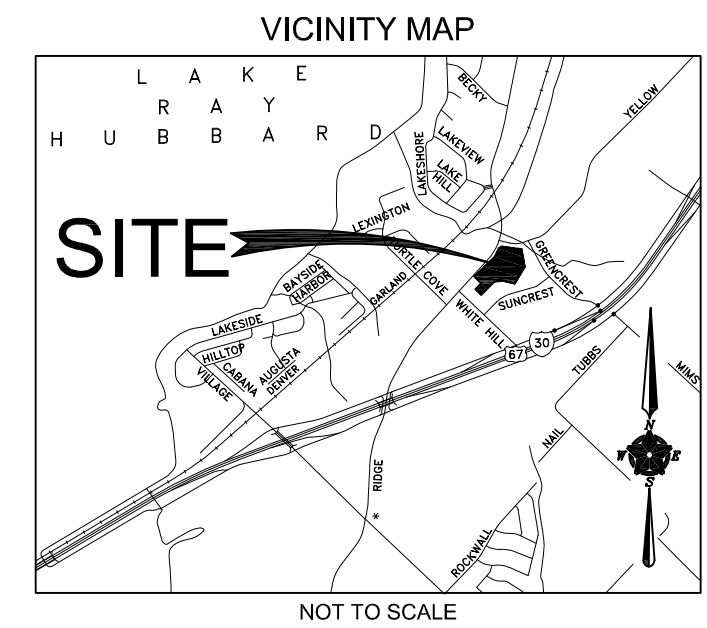 VICINITY MAP
L A K E
R A Y
H U B B A R D
BECKY
YELLOW
LAKEVIEW
LAKESHORE
LAKE
HILL
LEXINGTON
SITE
TURTLE COVE
GREENCREST
BAYSIDE
HARBOR
GARLAND
SUNCREST
WHITE HILL
LAKESIDE
30
67
HILLTOP
CABANA
VILLAGE
AUGUSTA
DENVER
TUBBS
MIMS
N
W E
S
NAIL
RIDGE
*
ROCKWALL
NOT TO SCALE